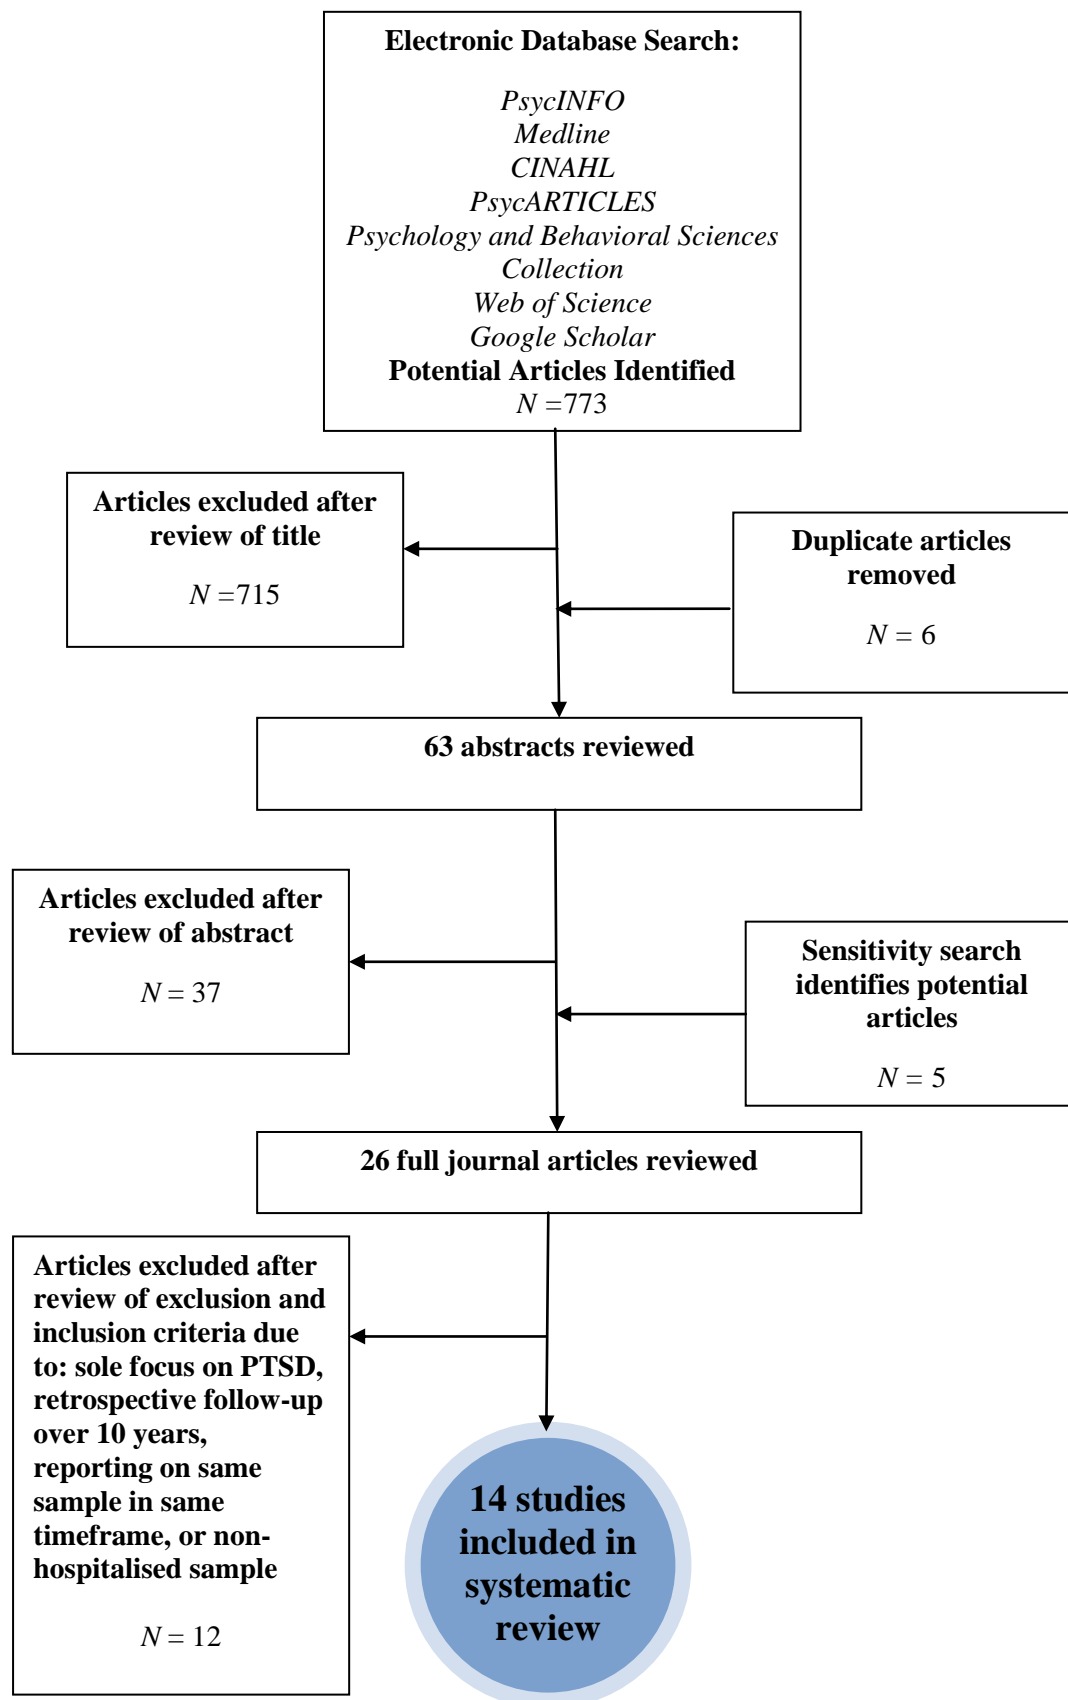 Electronic Database Search:
PsycINFO
Medline
CINAHL
PsycARTICLES
Psychology and Behavioral Sciences
Collection
Web of Science
Google Scholar
Potential Articles Identified
N =773
Articles excluded after
review of title
N =715
Duplicate articles
removed
N = 6
63 abstracts reviewed
Articles excluded after
review of abstract
N = 37
Sensitivity search
identifies potential
articles
N = 5
26 full journal articles reviewed
Articles excluded after
review of exclusion and
inclusion criteria due
to: sole focus on PTSD,
retrospective follow-up
over 10 years,
reporting on same
sample in same
timeframe, or non-
hospitalised sample
N = 12
14 studies
included in
systematic
review